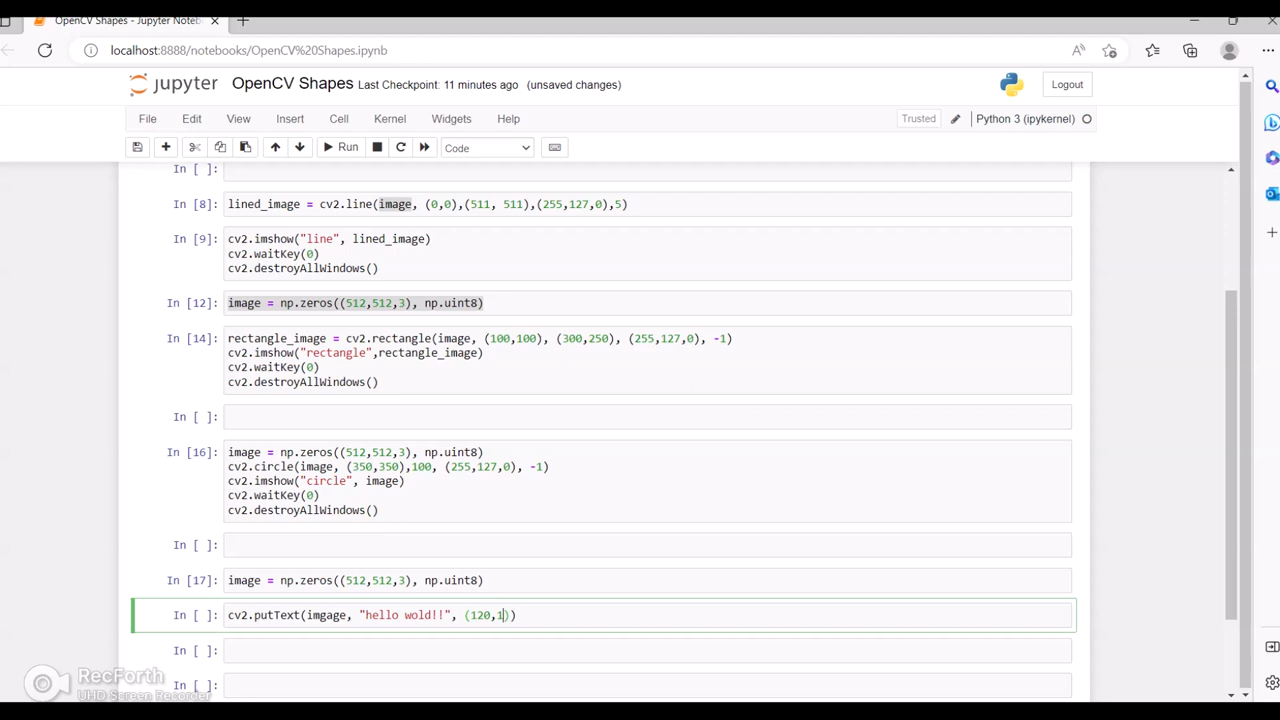 OpenCV Shapes - Jupyter Noteb
localhost:8888/notebooks/OpenCV%20Shapes.ipynb
jupyter OpenCV Shapes Last Checkpoint: 11 minutes ago (unsaved changes)
Logout
File Edit View Insert Cell Kernel Widgets Help
Trusted Python 3 (ipykernel)
Run Code
In [ ]:
In [8]: lined_image = cv2.line(image, (0,0),(511, 511),(255,127,0),5)
In [9]: cv2.imshow("line", lined_image)
cv2.waitKey(0)
cv2.destroyAllWindows()
In [12]: image = np.zeros((512,512,3), np.uint8)
In [14]: rectangle_image = cv2.rectangle(image, (100,100), (300,250), (255,127,0), -1)
cv2.imshow("rectangle",rectangle_image)
cv2.waitKey(0)
cv2.destroyAllWindows()
In [ ]:
In [16]: image = np.zeros((512,512,3), np.uint8)
cv2.circle(image, (350,350),100, (255,127,0), -1)
cv2.imshow("circle", image)
cv2.waitKey(0)
cv2.destroyAllWindows()
In [ ]:
In [17]: image = np.zeros((512,512,3), np.uint8)
In [ ]: cv2.putText(imgage, "hello wold!!", (120,1))
In [ ]:
In [ ]:
RecForth
UHD Screen Recorder